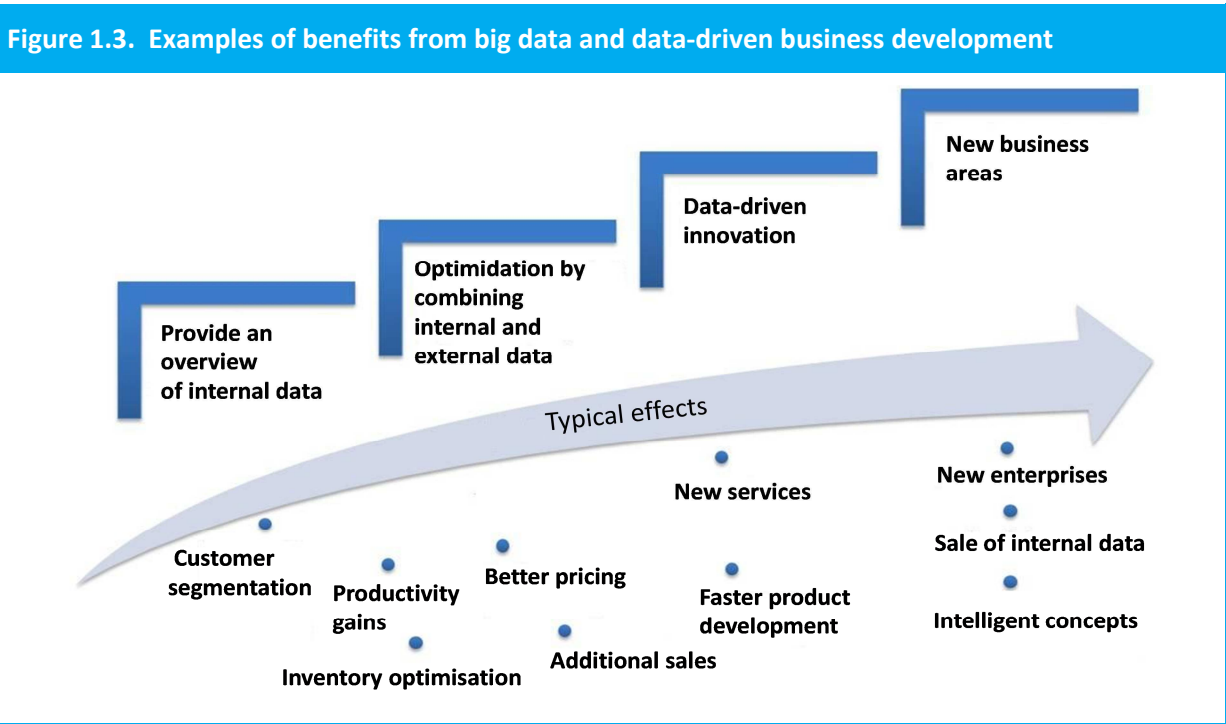 Figure 1.3.  Examples of benefits from big data and data-driven business development
New business
areas
Data-driven
innovation
Optimidation by
combining
internal and
external data
Provide an
overview
of internal data
Typical effects
Customer
segmentation
Productivity
gains
Inventory optimisation
Better pricing
Additional sales
New services
Faster product
development
New enterprises
Sale of internal data
Intelligent concepts